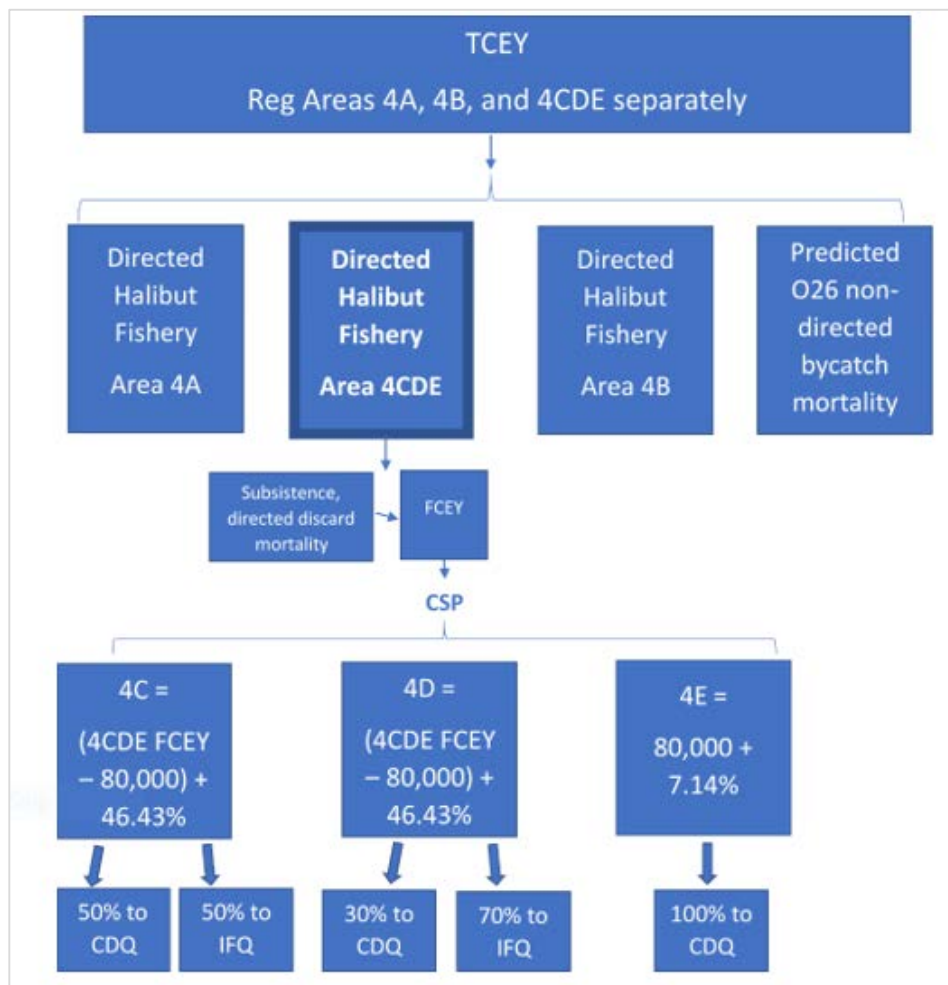 TCEY
Reg Areas 4A, 4B, and 4CDE separately
Directed
Halibut
Fishery
Area 4A
Directed
Halibut
Fishery
Area 4CDE
Directed
Halibut
Fishery
Area 4B
Predicted
O26 non-
directed
bycatch
mortality
Subsistence,
directed discard
mortality
FCEY
CSP
4C =
(4CDE FCEY
– 80,000) +
46.43%
4D =
(4CDE FCEY
– 80,000) +
46.43%
4E =
80,000 +
7.14%
50% to
CDQ
50% to
IFQ
30% to
CDQ
70% to
IFQ
100% to
CDQ